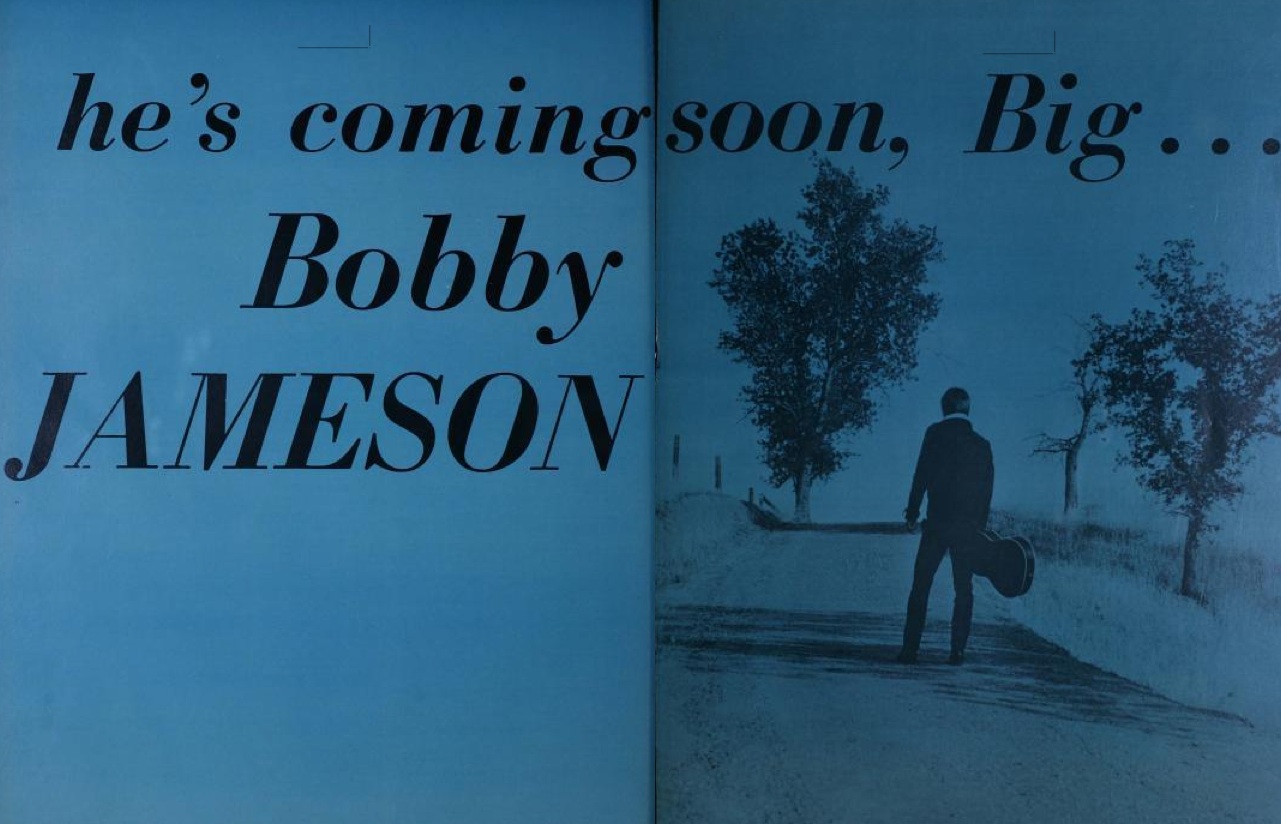 he's coming soon, Big...
Bobby
JAMESON